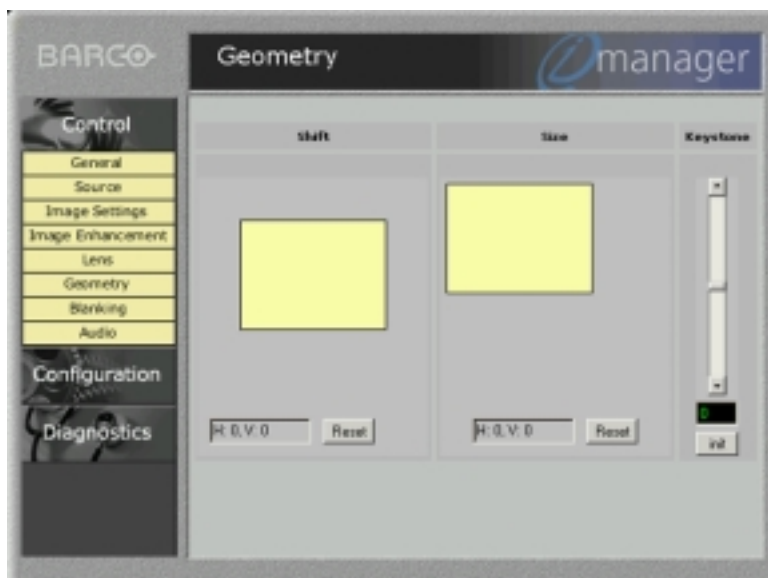 BARCO
Geometry
imanager
Control
General
Source
Image Settings
Image Enhancement
Lens
Geometry
Blanking
Audio
Configuration
Diagnostics
Shift
Size
Keystone
H: 0, V: 0
Reset
H: 0, V: 0
Reset
0
init